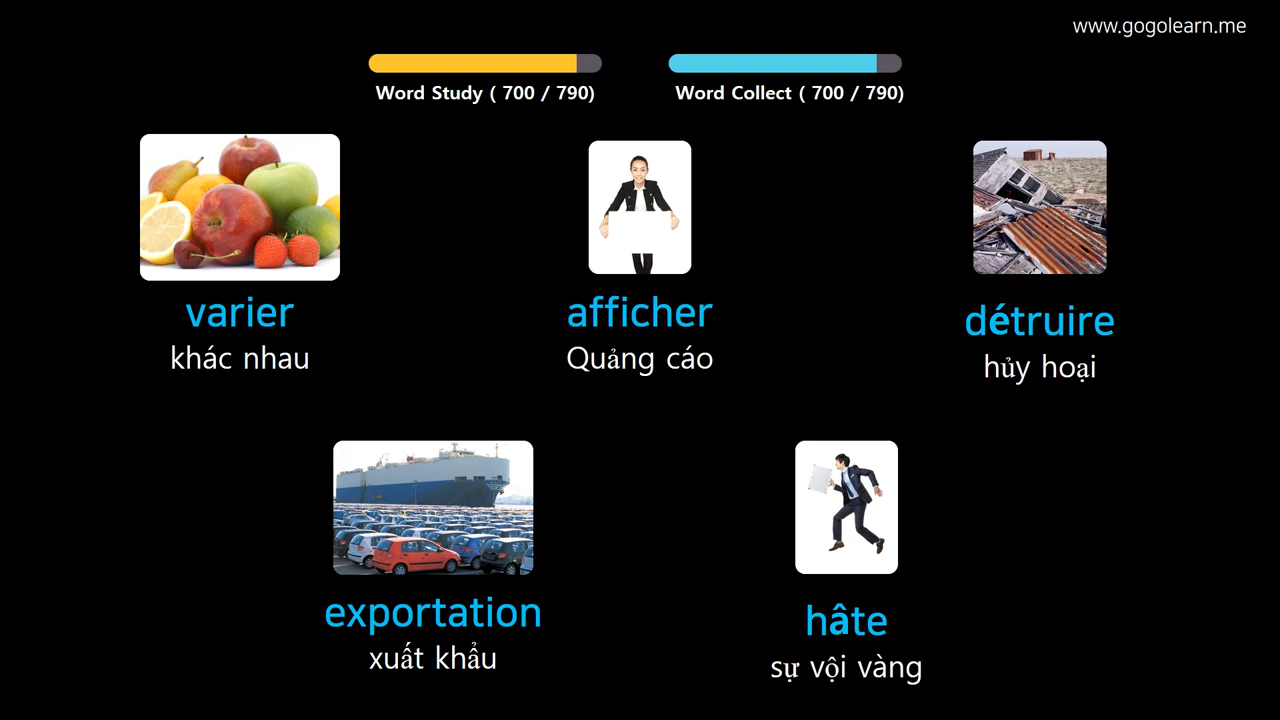 www.gogolearn.me
Word Study ( 700 / 790)
Word Collect ( 700 / 790)
varier
khác nhau
afficher
Quảng cáo
détruire
hủy hoại
exportation
xuất khẩu
hâte
sự vội vàng